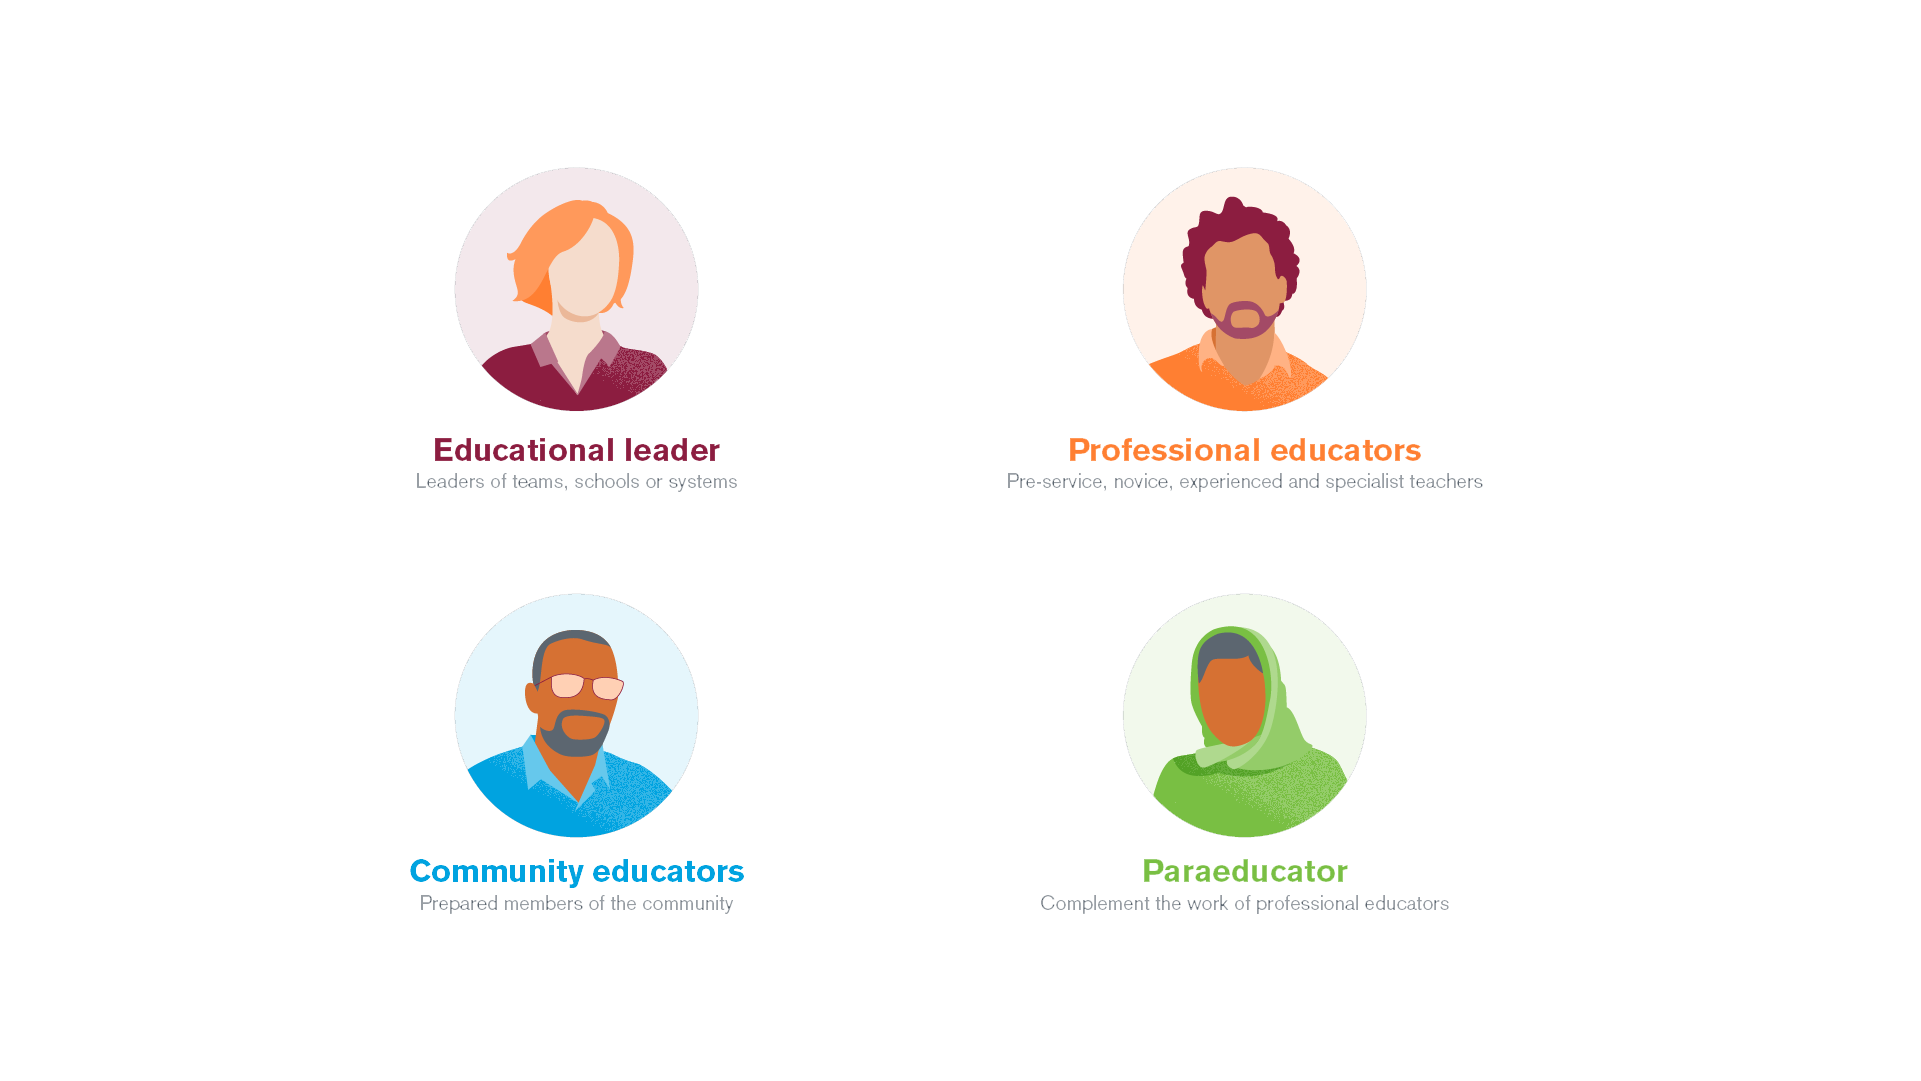 Educational leader
Leaders of teams, schools or systems
Professional educators
Pre-service, novice, experienced and specialist teachers
Community educators
Prepared members of the community
Paraeducator
Complement the work of professional educators